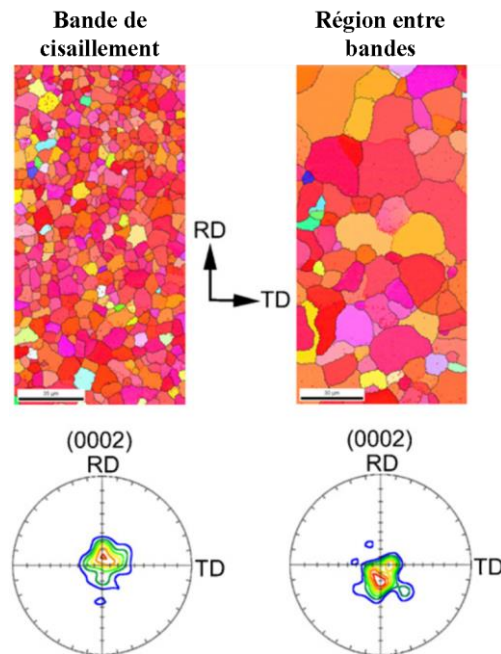 Bande de
cisaillement
Région entre
bandes
RD
TD
(0002)
RD
TD
(0002)
RD
TD